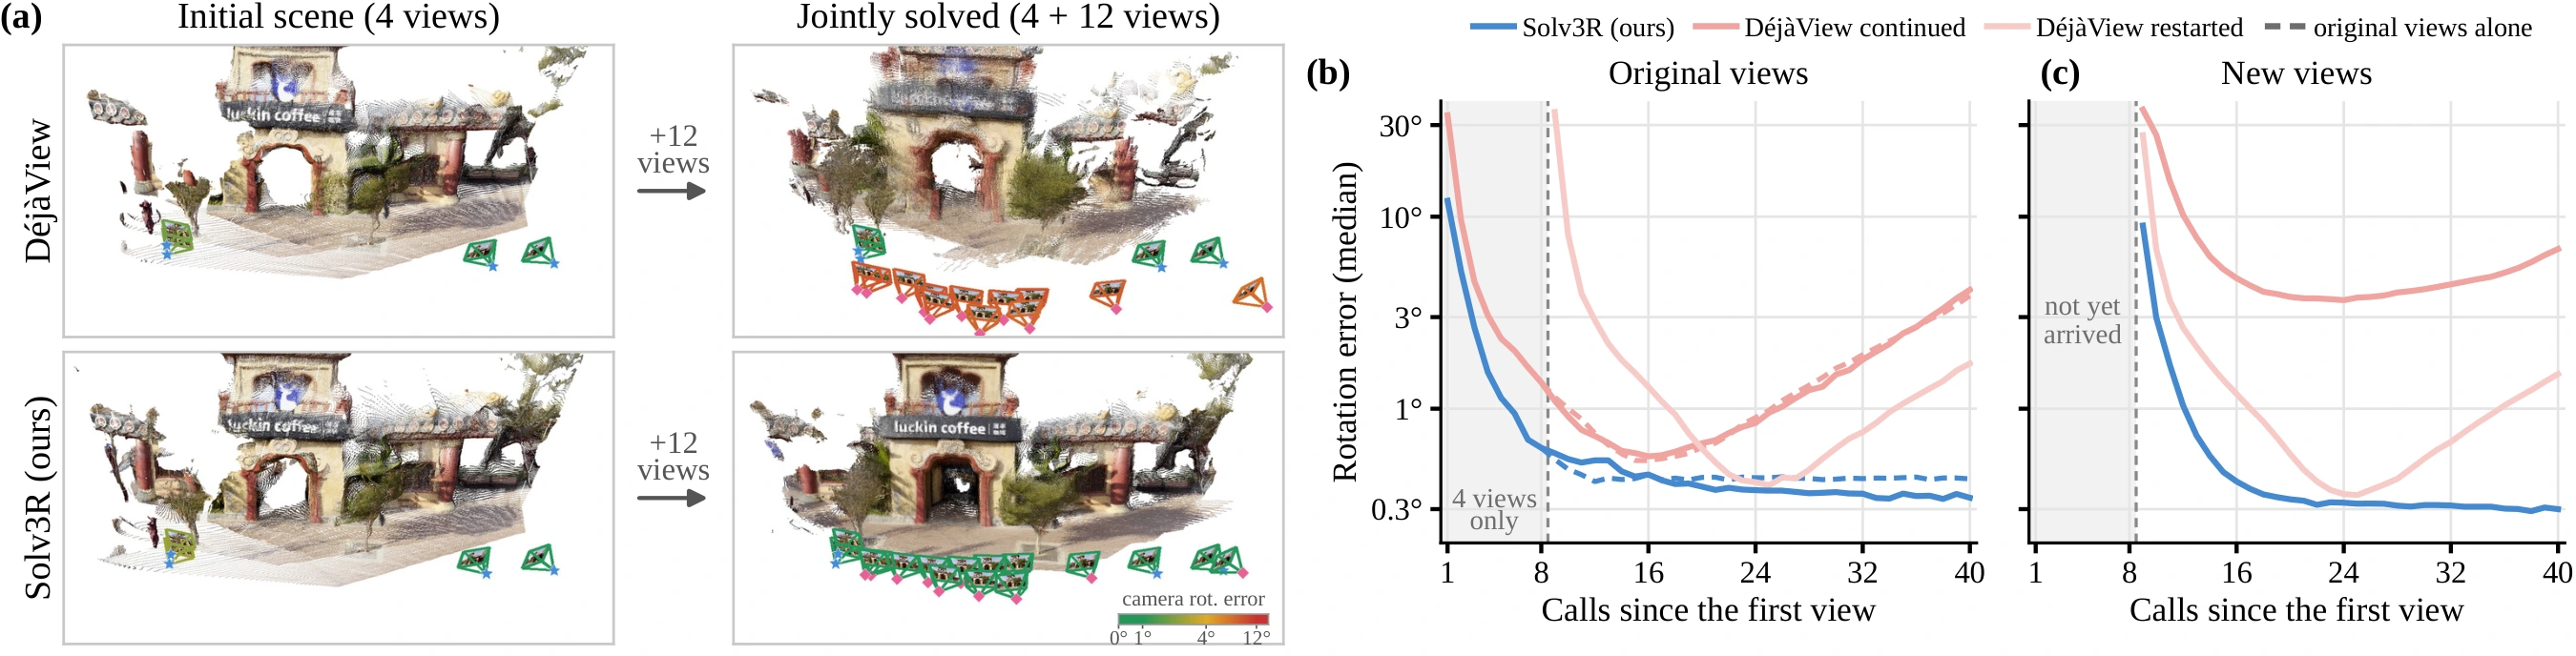 (a)
Initial scene (4 views)
Jointly solved (4 + 12 views)
DéjàView
luckin coffee
+12
views
Solv3R (ours)
luckin coffee
+12
views
luckin coffee
camera rot. error
0° 1° 4° 12°
Solv3R (ours)
DéjàView continued
DéjàView restarted
original views alone
(b)
Original views
Rotation error (median)
30°
10°
3°
1°
0.3°
4 views
only
1 8 16 24 32 40
Calls since the first view
(c)
New views
not yet
arrived
1 8 16 24 32 40
Calls since the first view